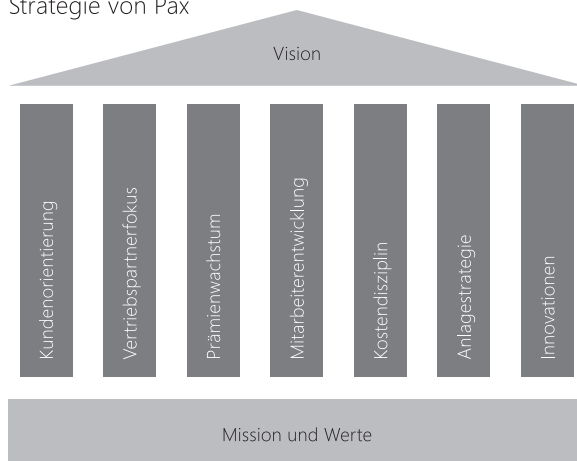 Strategie von Pax
Vision
Kundenorientierung
Vertriebspartnerfokus
Prämienwachstum
Mitarbeiterentwicklung
Kostendisziplin
Anlagestrategie
Innovationen
Mission und Werte